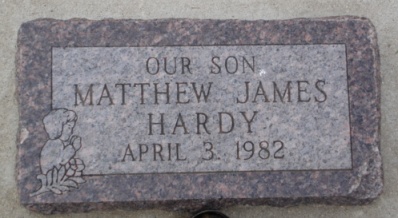 OUR SON
MATTHEW JAMES
HARDY
APRIL 3. 1982